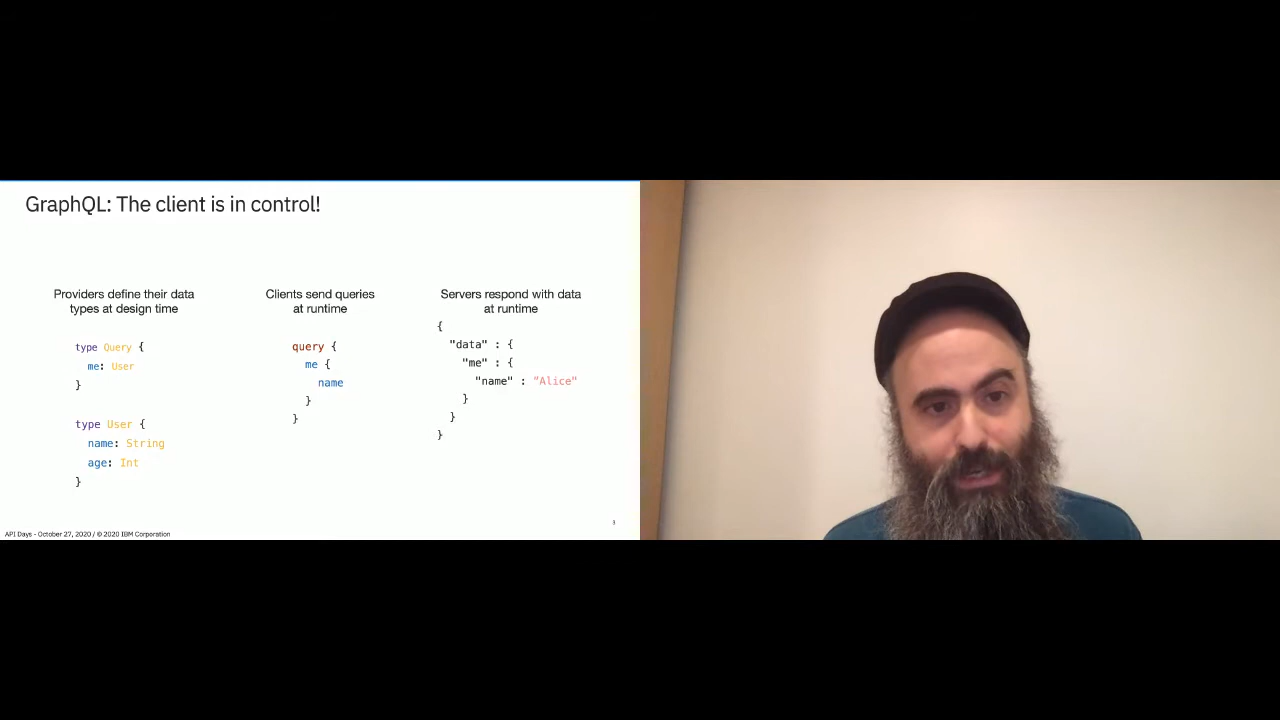 GraphQL: The client is in control!
Providers define their data
types at design time
type Query {
me: User
}
type User {
name: String
age: Int
}
Clients send queries
at runtime
query {
me {
name
}
}
Servers respond with data
at runtime
{
"data" : {
"me" : {
"name" : "Alice"
}
}
}
3
API Days - October 27, 2020 / © 2020 IBM Corporation